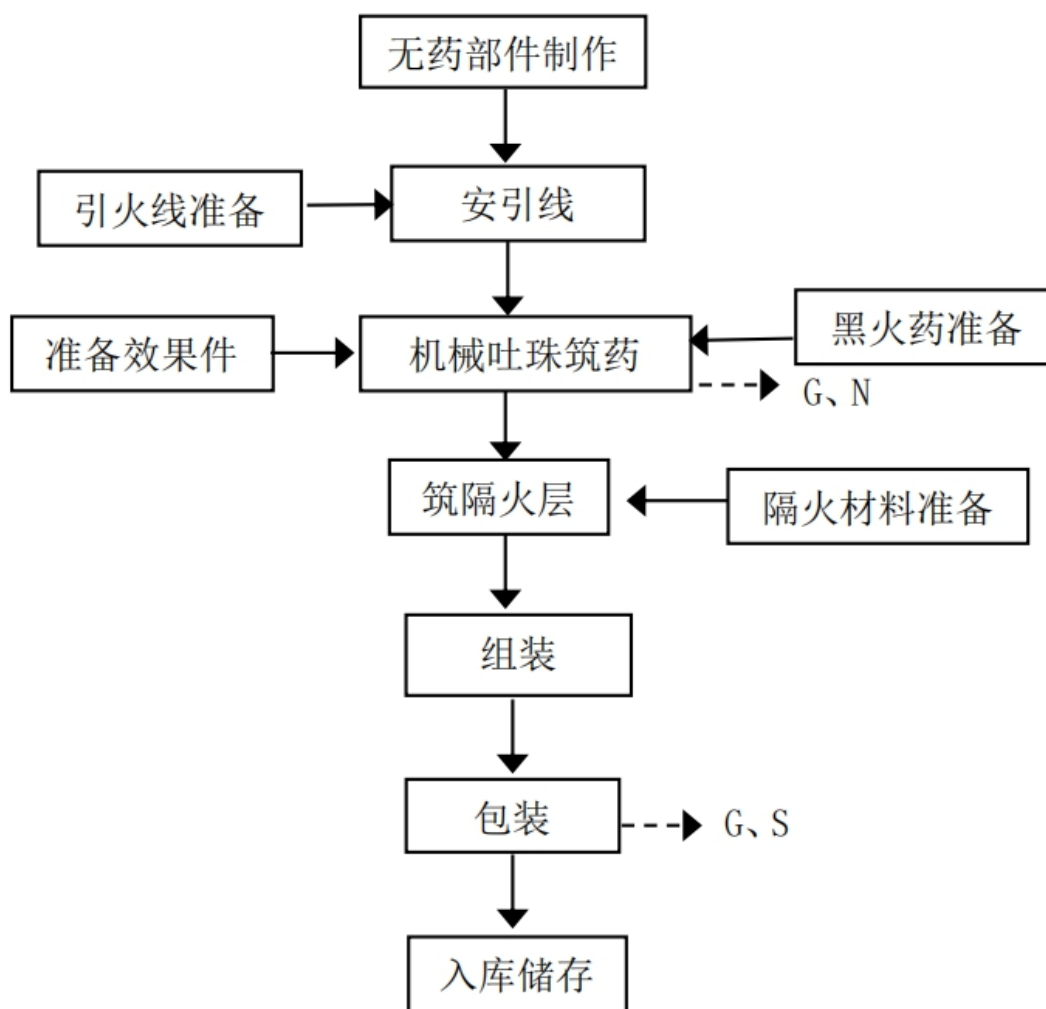 无药部件制作
引火线准备
安引线
准备效果件
机械吐珠筑药
黑火药准备
G、N
筑隔火层
隔火材料准备
组装
包装
G、S
入库储存